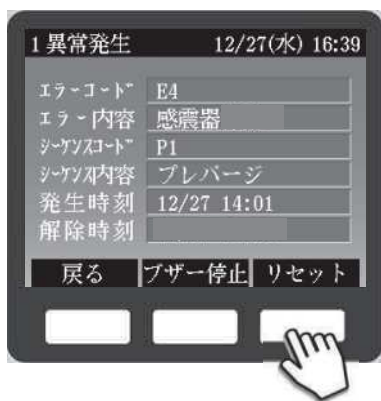 1 異常発生 12/27(水) 16:39
ｴﾗｰｺｰﾄﾞ E4
ｴﾗｰ内容 感震器
ｼｰｹﾝｽｺｰﾄﾞ P1
ｼｰｹﾝｽ内容 プレパージ
発生時刻 12/27 14:01
解除時刻
戻る ブザー停止 リセット